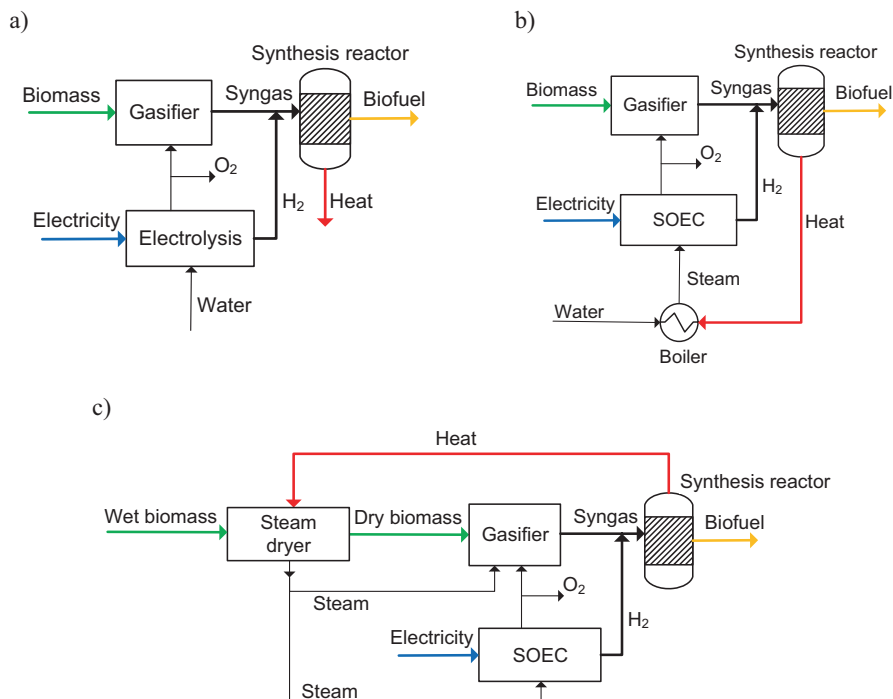 a)
Synthesis reactor
Biomass
Gasifier
Syngas
Biofuel
O2
H2
Heat
Electricity
Electrolysis
Water
b)
Synthesis reactor
Biomass
Gasifier
Syngas
Biofuel
O2
H2
Electricity
SOEC
Heat
Steam
Water
Boiler
c)
Heat
Synthesis reactor
Wet biomass
Steam
dryer
Dry biomass
Gasifier
Syngas
Biofuel
Steam
O2
H2
Electricity
SOEC
Steam